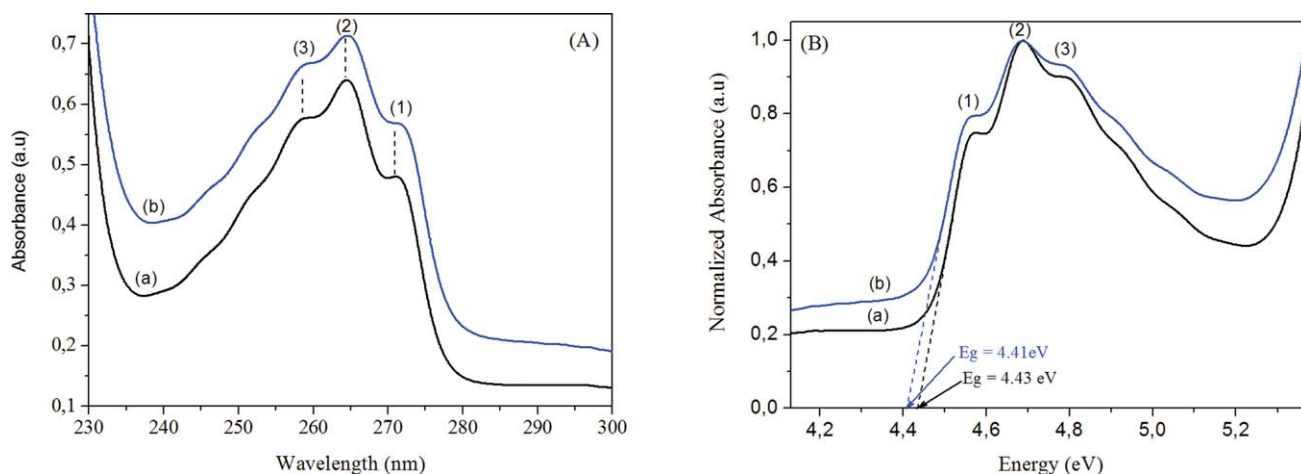 (A)
Absorbance (a.u)
0,7
0,6
0,5
0,4
0,3
0,2
0,1
(3)
(2)
(1)
(b)
(a)
230 240 250 260 270 280 290 300
Wavelength (nm)
(B)
Normalized Absorbance (a.u)
1,0
0,8
0,6
0,4
0,2
0,0
(1)
(2)
(3)
(b)
(a)
Eg = 4.41eV
Eg = 4.43 eV
4,2 4,4 4,6 4,8 5,0 5,2
Energy (eV)